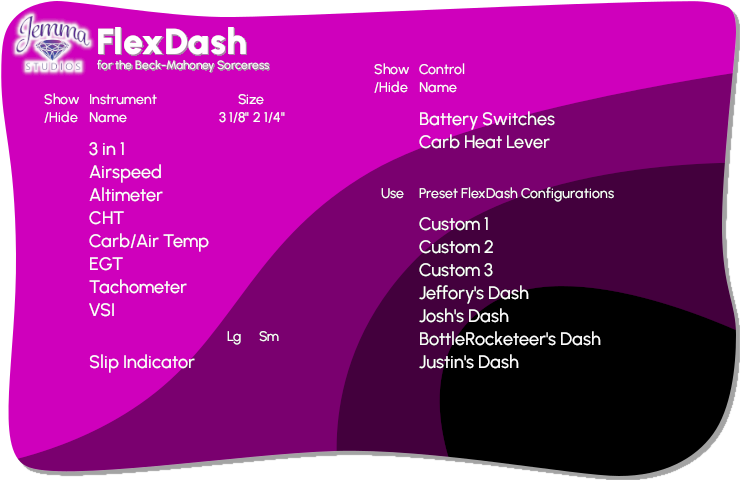 Jemma
STUDIOS
FlexDash
for the Beck-Mahoney Sorceress
Show Instrument Size
/Hide Name 3 1/8" 2 1/4"
3 in 1
Airspeed
Altimeter
CHT
Carb/Air Temp
EGT
Tachometer
VSI
Lg Sm
Slip Indicator
Show Control
/Hide Name
Battery Switches
Carb Heat Lever
Use Preset FlexDash Configurations
Custom 1
Custom 2
Custom 3
Jeffory's Dash
Josh's Dash
BottleRocketeer's Dash
Justin's Dash